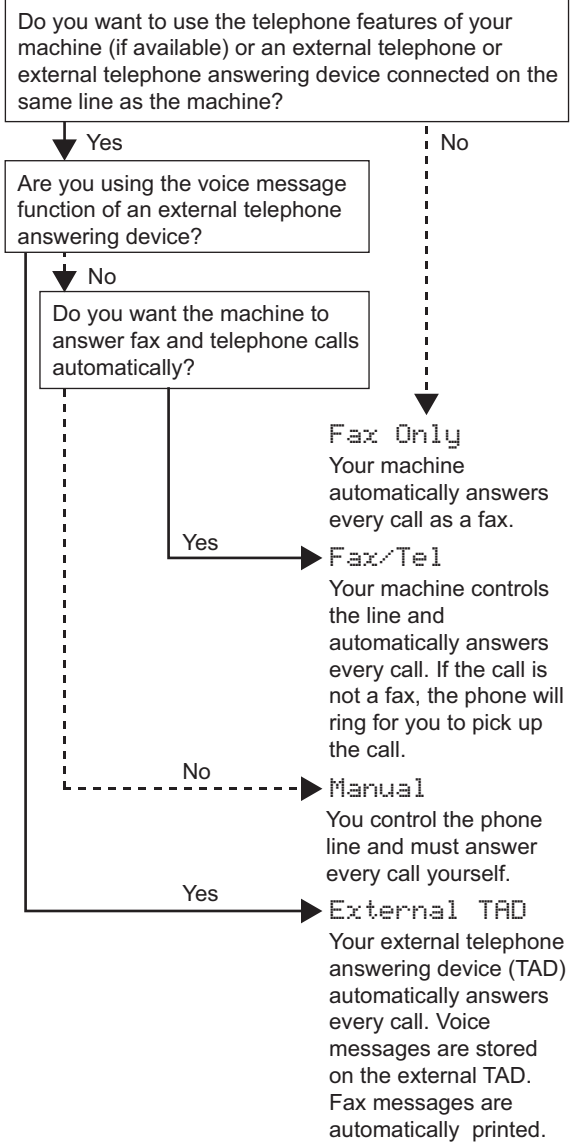 Do you want to use the telephone features of your
machine (if available) or an external telephone or
external telephone answering device connected on the
same line as the machine?
Yes
No
Are you using the voice message
function of an external telephone
answering device?
No
Do you want the machine to
answer fax and telephone calls
automatically?
Fax Only
Your machine
automatically answers
every call as a fax.
Yes
Fax/Tel
Your machine controls
the line and
automatically answers
every call. If the call is
not a fax, the phone will
ring for you to pick up
the call.
No
Manual
You control the phone
line and must answer
every call yourself.
Yes
External TAD
Your external telephone
answering device (TAD)
automatically answers
every call. Voice
messages are stored
on the external TAD.
Fax messages are
automatically printed.